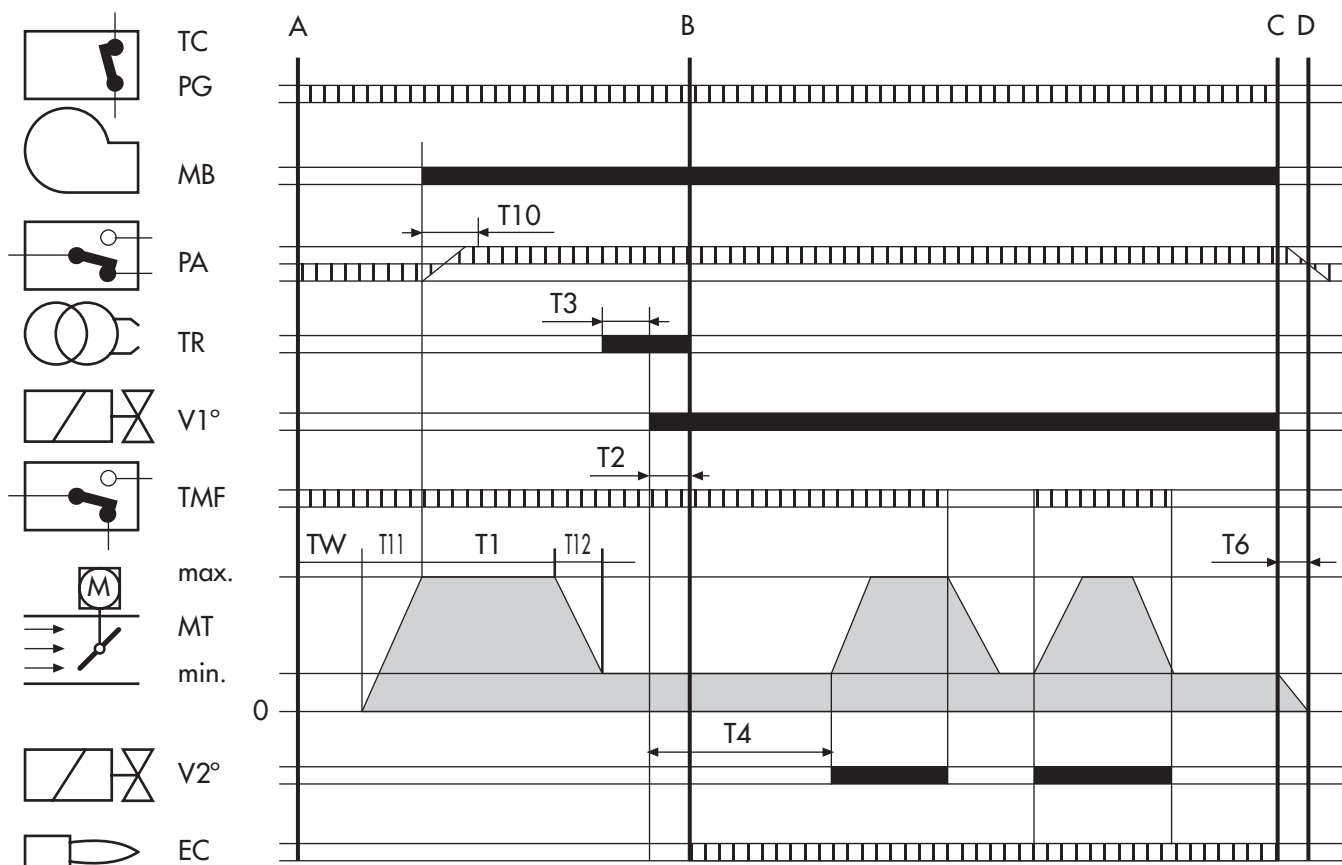 A B C D
TC
PG
MB
T10
PA
T3
TR
V1°
T2
TMF
TW T11 T1 T12 T6
max.
M
MT
min.
0
T4
V2°
EC